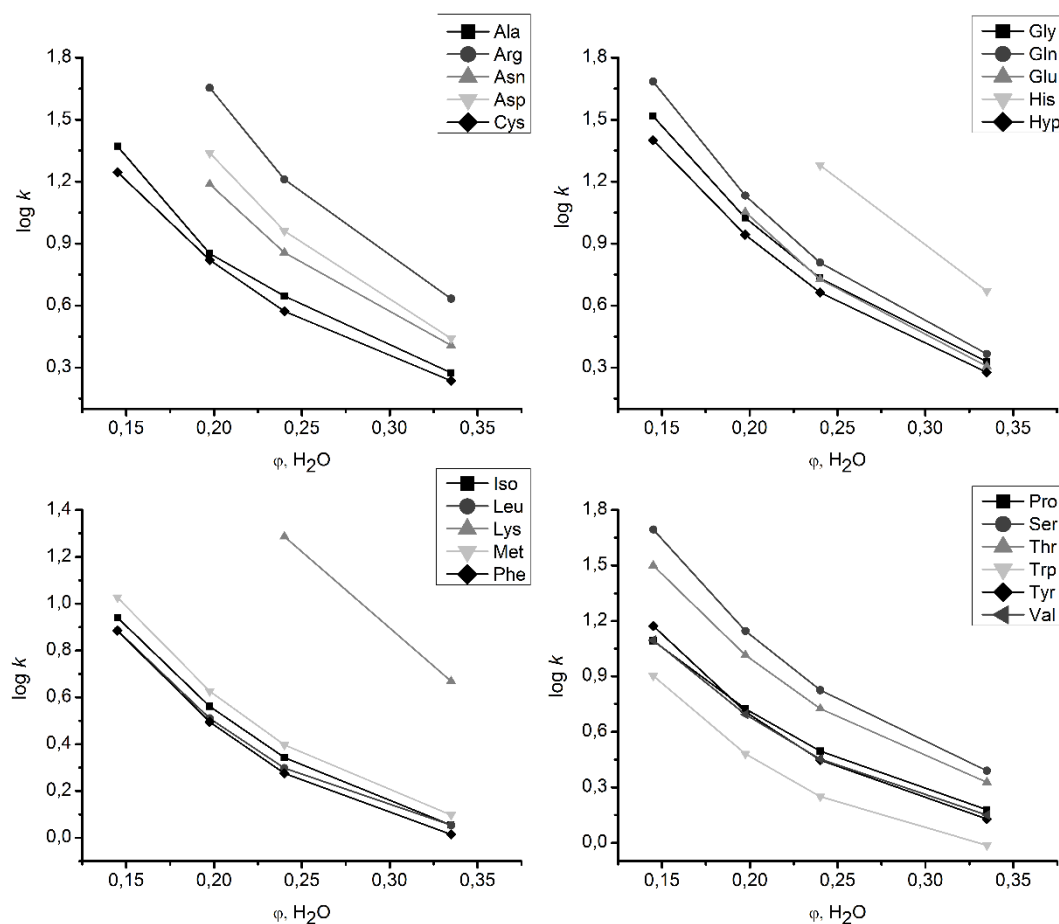 Ala
Arg
Asn
Asp
Cys
1,8
1,5
1,2
0,9
0,6
0,3
log k
0,15 0,20 0,25 0,30 0,35
φ, H₂O
Gly
Gln
Glu
His
Hyp
1,8
1,5
1,2
0,9
0,6
0,3
log k
0,15 0,20 0,25 0,30 0,35
φ, H₂O
Iso
Leu
Lys
Met
Phe
1,4
1,2
1,0
0,8
0,6
0,4
0,2
0,0
log k
0,15 0,20 0,25 0,30 0,35
φ, H₂O
Pro
Ser
Thr
Trp
Tyr
Val
1,8
1,5
1,2
0,9
0,6
0,3
0,0
log k
0,15 0,20 0,25 0,30 0,35
φ, H₂O